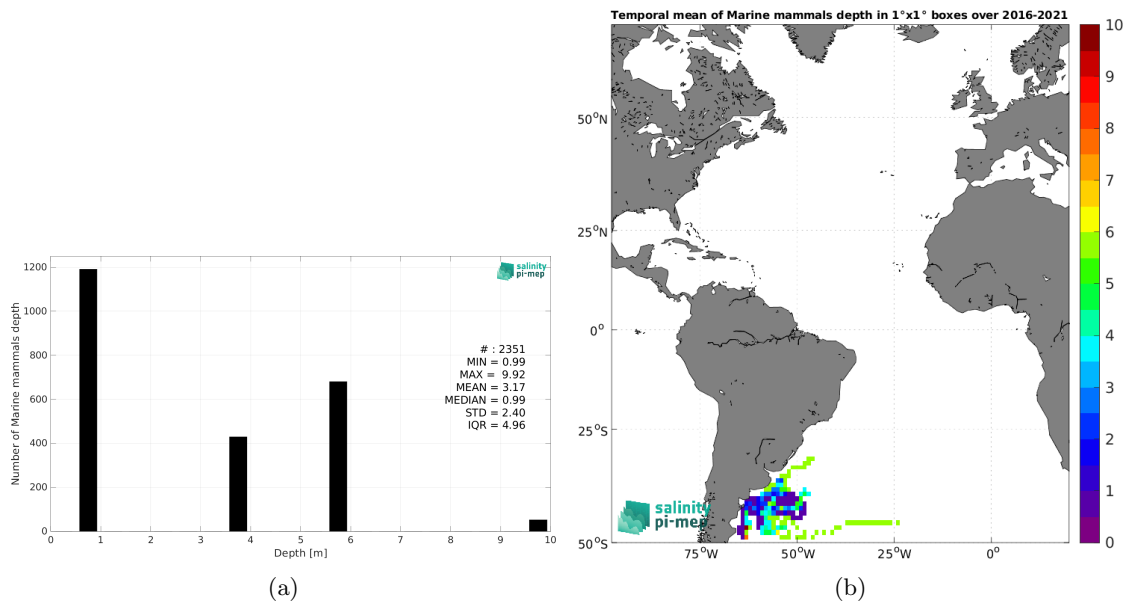 1200
1000
800
600
400
200
0
Number of Marine mammals depth
0 1 2 3 4 5 6 7 8 9 10
Depth [m]
salinity
pi-mep
# : 2351
MIN = 0.99
MAX = 9.92
MEAN = 3.17
MEDIAN = 0.99
STD = 2.40
IQR = 4.96
(a)
Temporal mean of Marine mammals depth in 1°x1° boxes over 2016-2021
50°N
25°N
0°
25°S
50°S
75°W 50°W 25°W 0°
salinity
pi-mep
10
9
8
7
6
5
4
3
2
1
0
(b)